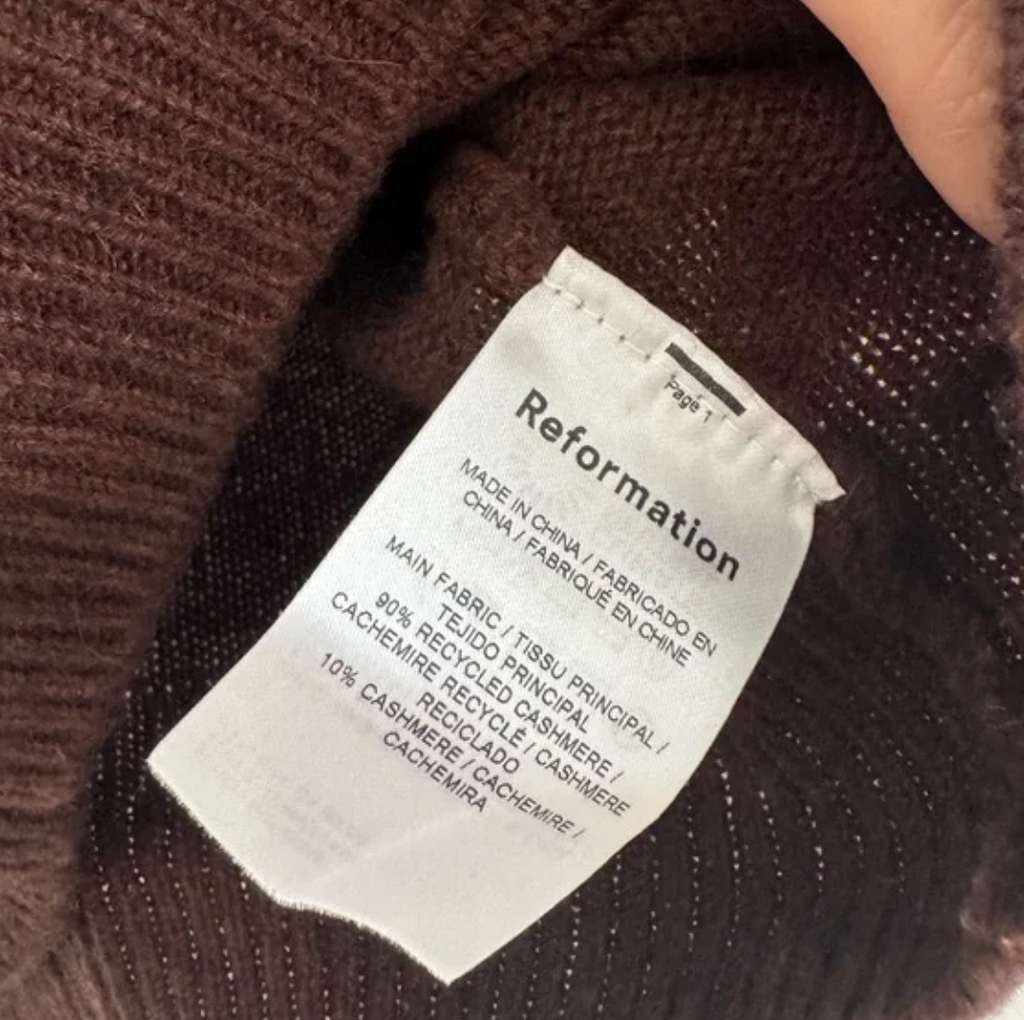 Page 1
Reformation
MADE IN CHINA / FABRICADO EN
CHINA / FABRIQUÉ EN CHINE
MAIN FABRIC / TISSU PRINCIPAL /
TEJIDO PRINCIPAL
90% RECYCLED CASHMERE /
CACHEMIRE RECYCLÉ / CASHMERE
RECICLADO
10% CASHMERE / CACHEMIRE /
CACHEMIRA